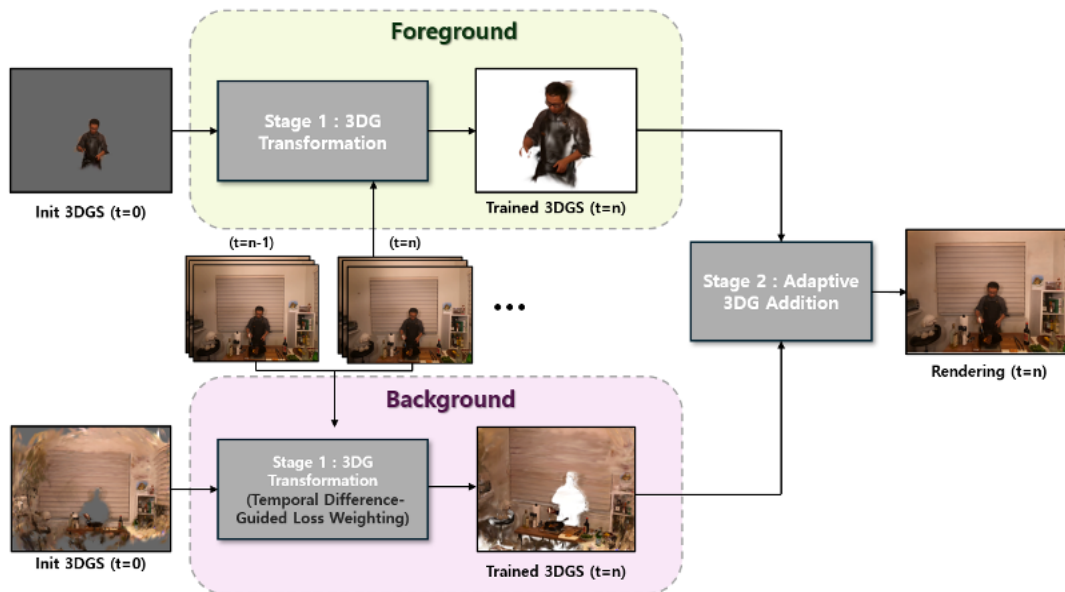 Foreground
Stage 1 : 3DG
Transformation
Init 3DGS (t=0)
Trained 3DGS (t=n)
(t=n-1)
(t=n)
•••
Stage 2 : Adaptive
3DG Addition
Rendering (t=n)
Background
Stage 1 : 3DG
Transformation
(Temporal Difference-
Guided Loss Weighting)
Init 3DGS (t=0)
Trained 3DGS (t=n)